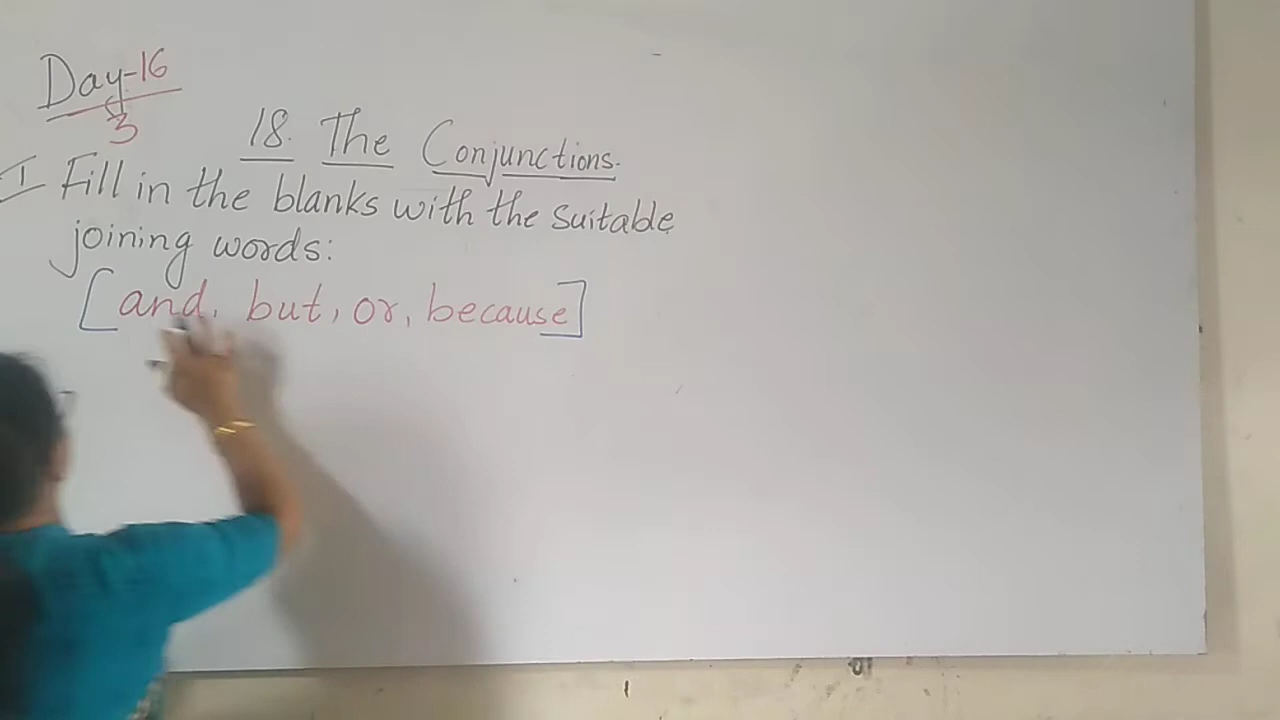 Day-16
3
18. The Conjunctions.
I Fill in the blanks with the suitable
joining words:
[and, but, or, because]